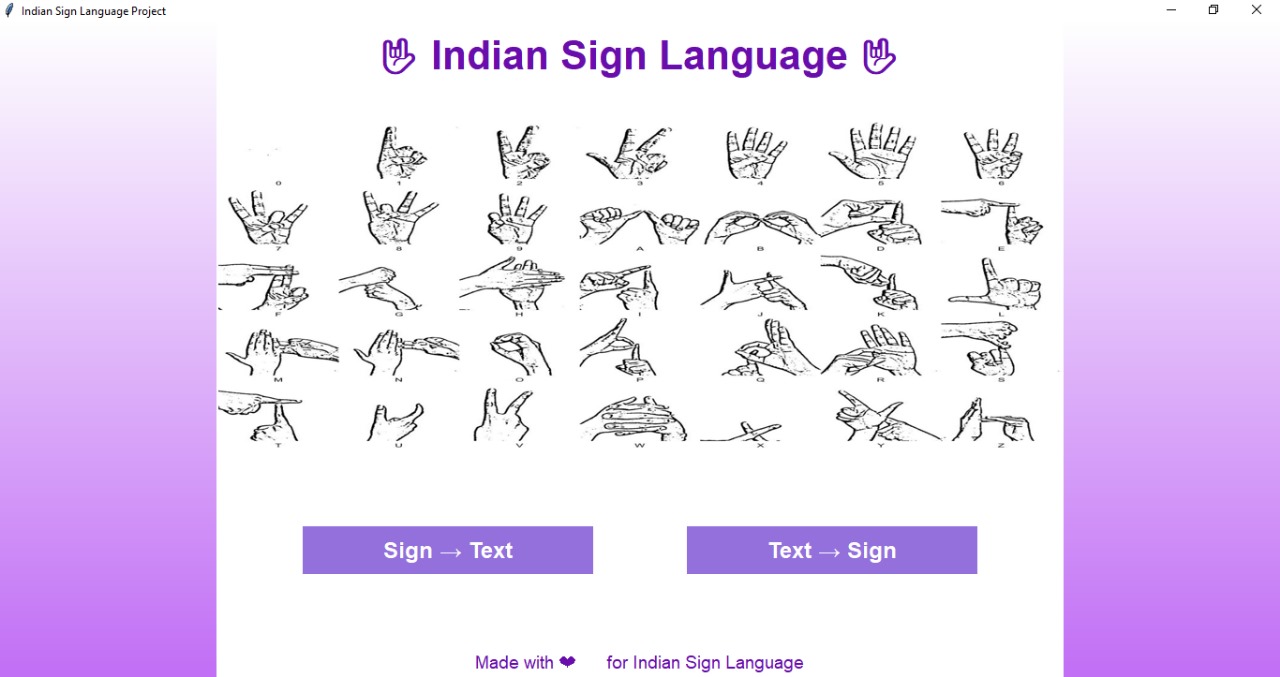 Indian Sign Language Project
🤟 Indian Sign Language 🤟
0 1 2 3 4 5 6
7 8 9 A B D E
F G H I J K L
M N O P Q R S
T U V W X Y Z
Sign → Text
Text → Sign
Made with ❤ for Indian Sign Language